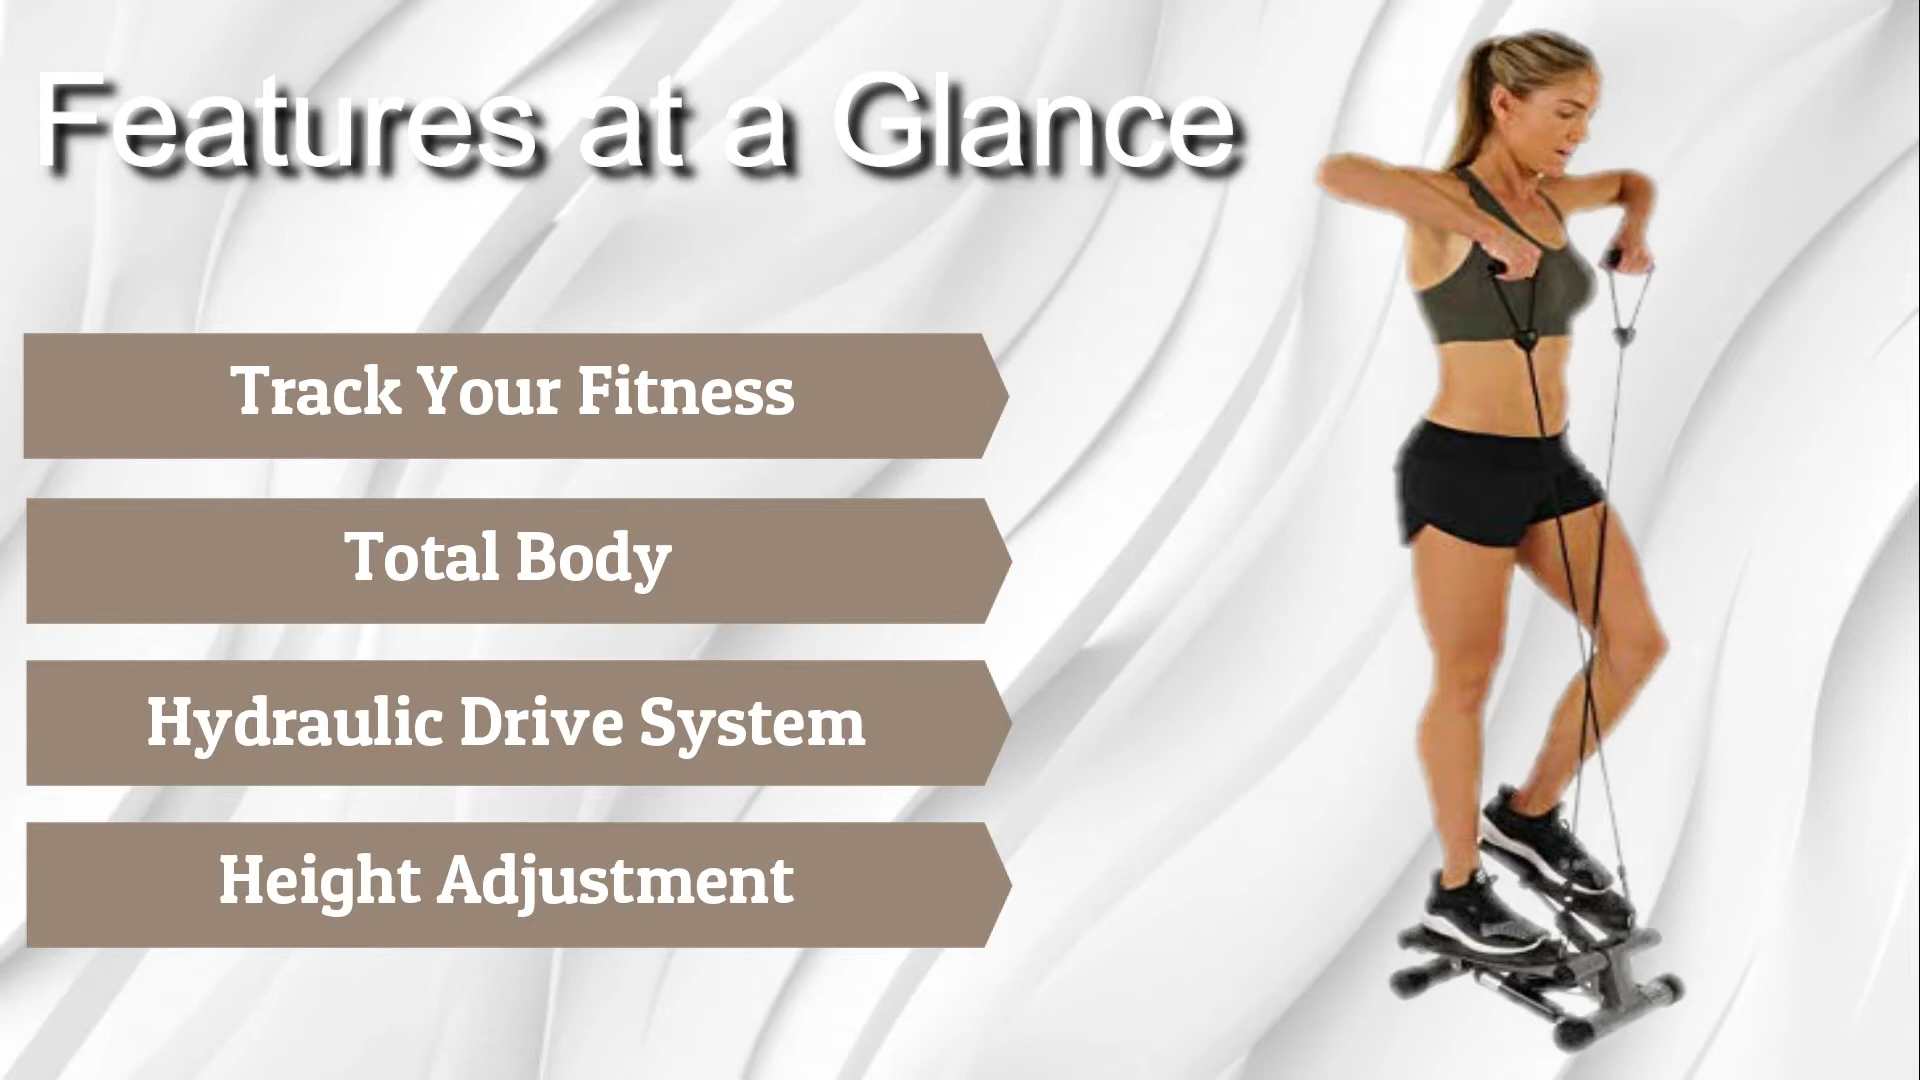 Features at a Glance
Track Your Fitness
Total Body
Hydraulic Drive System
Height Adjustment